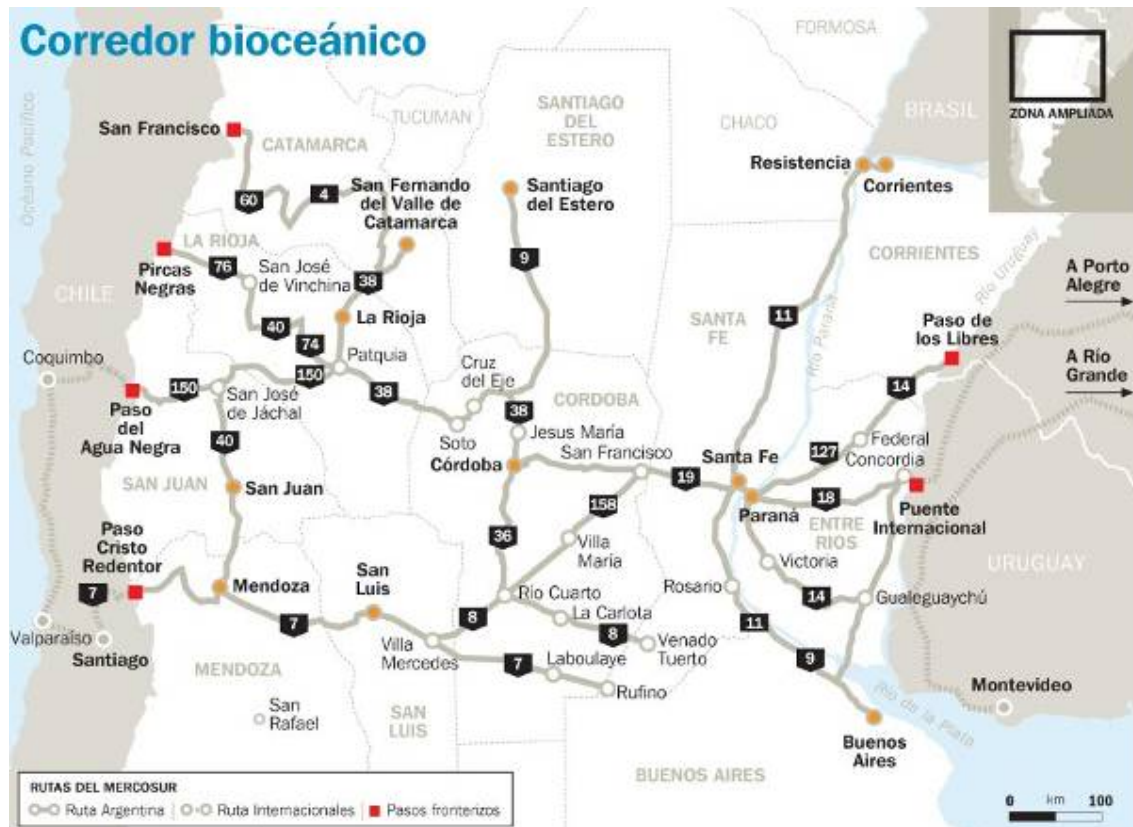 Corredor bioceánico
FORMOSA
BRASIL
ZONA AMPLIADA
Océano Pacífico
San Francisco
CATAMARCA
TUCUMAN
SANTIAGO
DEL
ESTERO
CHACO
Resistencia
Corrientes
60
4
San Fernando
del Valle de
Catamarca
Santiago
del Estero
CORRIENTES
LA RIOJA
Pircas
Negras
76
San José
de Vinchina
38
9
A Porto
Alegre
Río Uruguay
CHILE
40
74
La Rioja
11
SANTA
FE
Río Paraná
Paso de
los Libres
A Río
Grande
Coquimbo
Patquia
Cruz
del Eje
150
150
38
14
Paso
del
Agua Negra
San José
de Jáchal
40
Soto
38
CORDOBA
Jesus María
San Francisco
Córdoba
19
Santa Fe
127
Federal
Concordia
SAN JUAN
San Juan
158
18
Paraná
Puente
Internacional
ENTRE
RIOS
Paso
Cristo
Redentor
36
Villa
María
Victoria
URUGUAY
7
Mendoza
San
Luis
Río Cuarto
Rosario
14
Gualeguaychú
Valparaíso
Santiago
7
8
La Carlota
8
Venado
Tuerto
11
Villa
Mercedes
7
Laboulaye
Rufino
9
MENDOZA
San
Rafael
SAN
LUIS
Río de la Plata
Montevideo
Buenos
Aires
BUENOS AIRES
RUTAS DEL MERCOSUR
Ruta Argentina
Ruta Internacionales
Pasos fronterizos
0 km 100